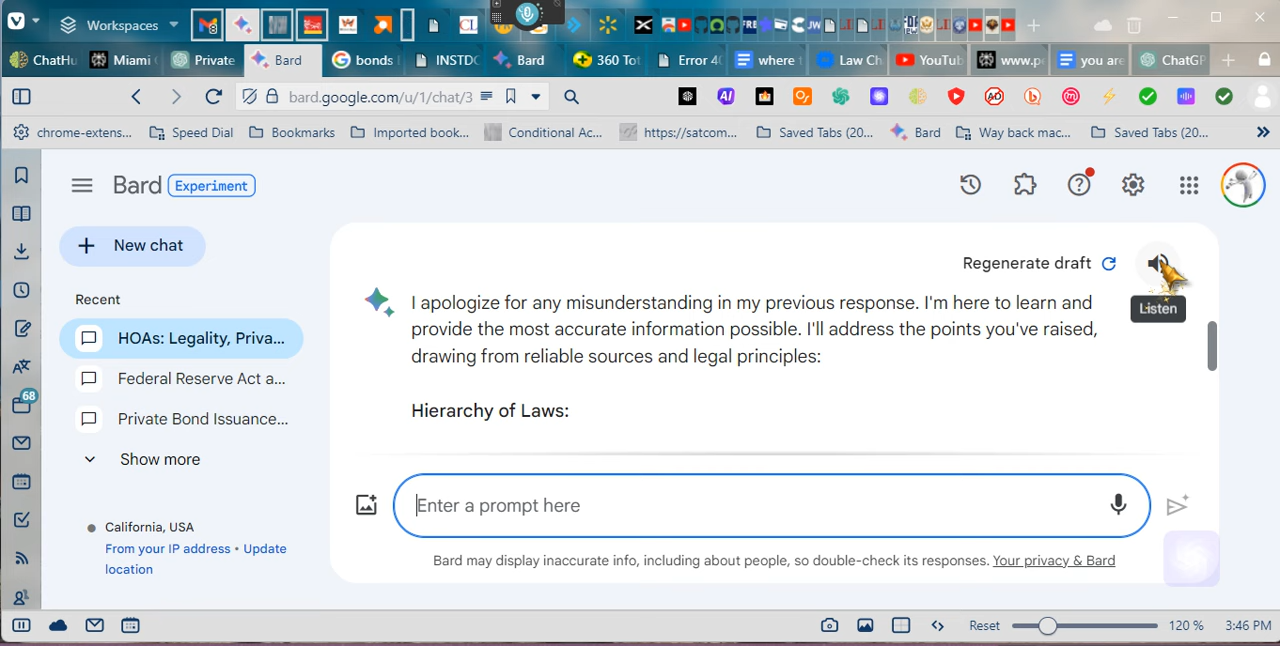 Workspaces
ChatHu
Miami
Private
Bard
bonds
INSTDC
Bard
360 Tot
Error 4
where t
Law Ch
YouTub
www.p
you are
ChatGP
bard.google.com/u/1/chat/3
chrome-extens...
Speed Dial
Bookmarks
Imported book...
Conditional Ac...
https://satcom...
Saved Tabs (20...
Bard
Way back mac...
Saved Tabs (20...
Bard Experiment
New chat
Regenerate draft
Listen
Recent
I apologize for any misunderstanding in my previous response. I'm here to learn and
provide the most accurate information possible. I'll address the points you've raised,
drawing from reliable sources and legal principles:
HOAs: Legality, Priva...
Federal Reserve Act a...
Hierarchy of Laws:
Private Bond Issuance...
68
Show more
Enter a prompt here
California, USA
From your IP address • Update
location
Bard may display inaccurate info, including about people, so double-check its responses. Your privacy & Bard
Reset
120 %
3:46 PM